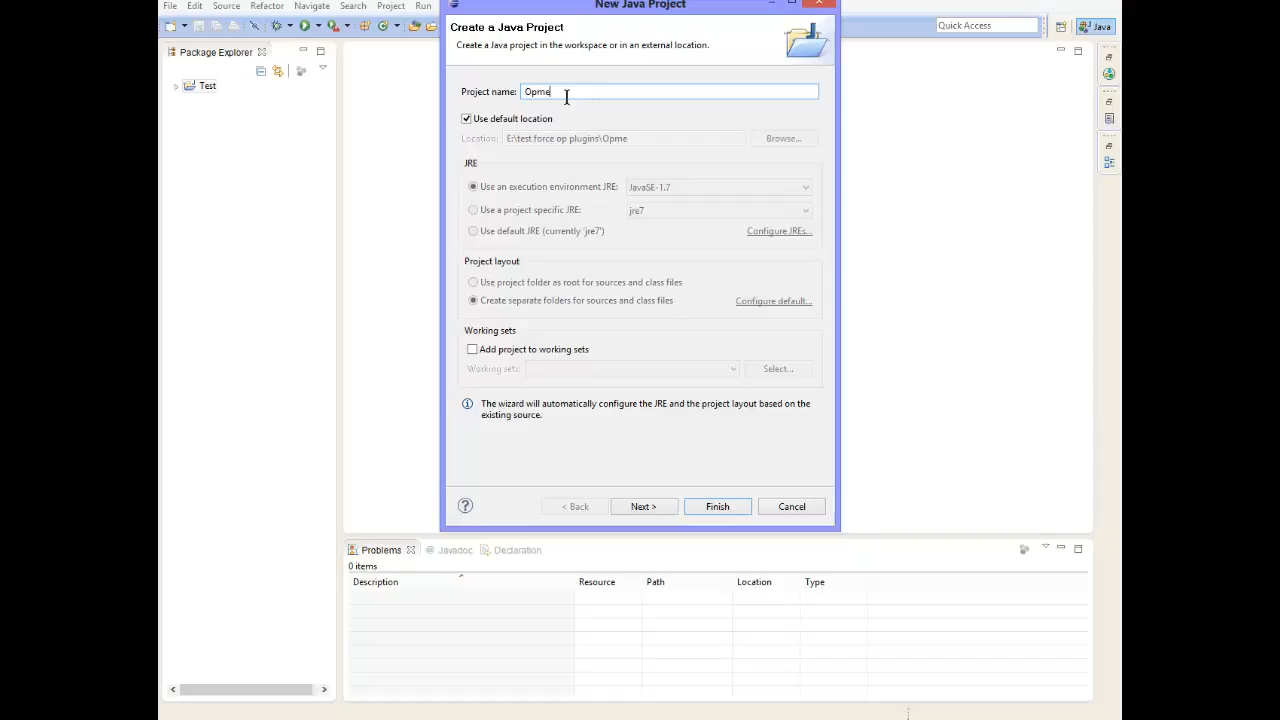 New Java Project
File Edit Source Refactor Navigate Search Project Run
Create a Java Project
Create a Java project in the workspace or in an external location.
Quick Access
Java
Package Explorer
Test
Project name: Opme
Use default location
Location: E:\test force op plugins\Opme Browse...
JRE
Use an execution environment JRE: JavaSE-1.7
Use a project specific JRE: jre7
Use default JRE (currently 'jre7') Configure JREs...
Project layout
Use project folder as root for sources and class files
Create separate folders for sources and class files Configure default...
Working sets
Add project to working sets
Working sets: Select...
The wizard will automatically configure the JRE and the project layout based on the
existing source.
? < Back Next > Finish Cancel
Problems @ Javadoc Declaration
0 items
Description Resource Path Location Type